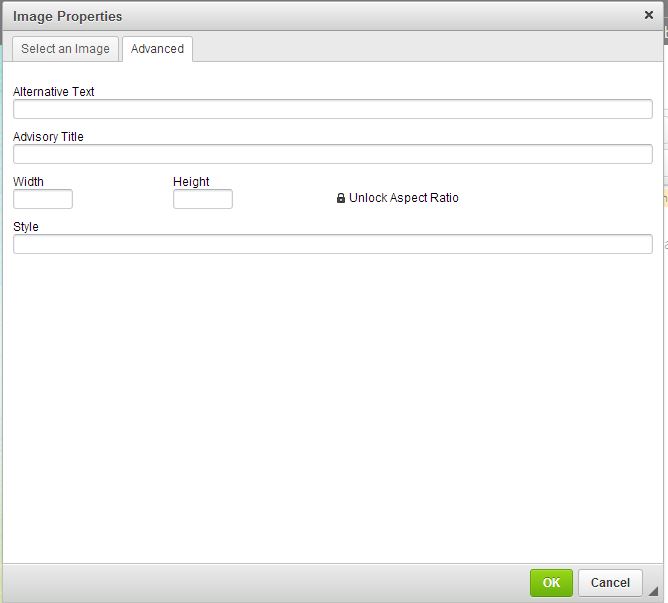 Image Properties
Select an Image Advanced
Alternative Text
Advisory Title
Width Height
Unlock Aspect Ratio
Style
OK Cancel